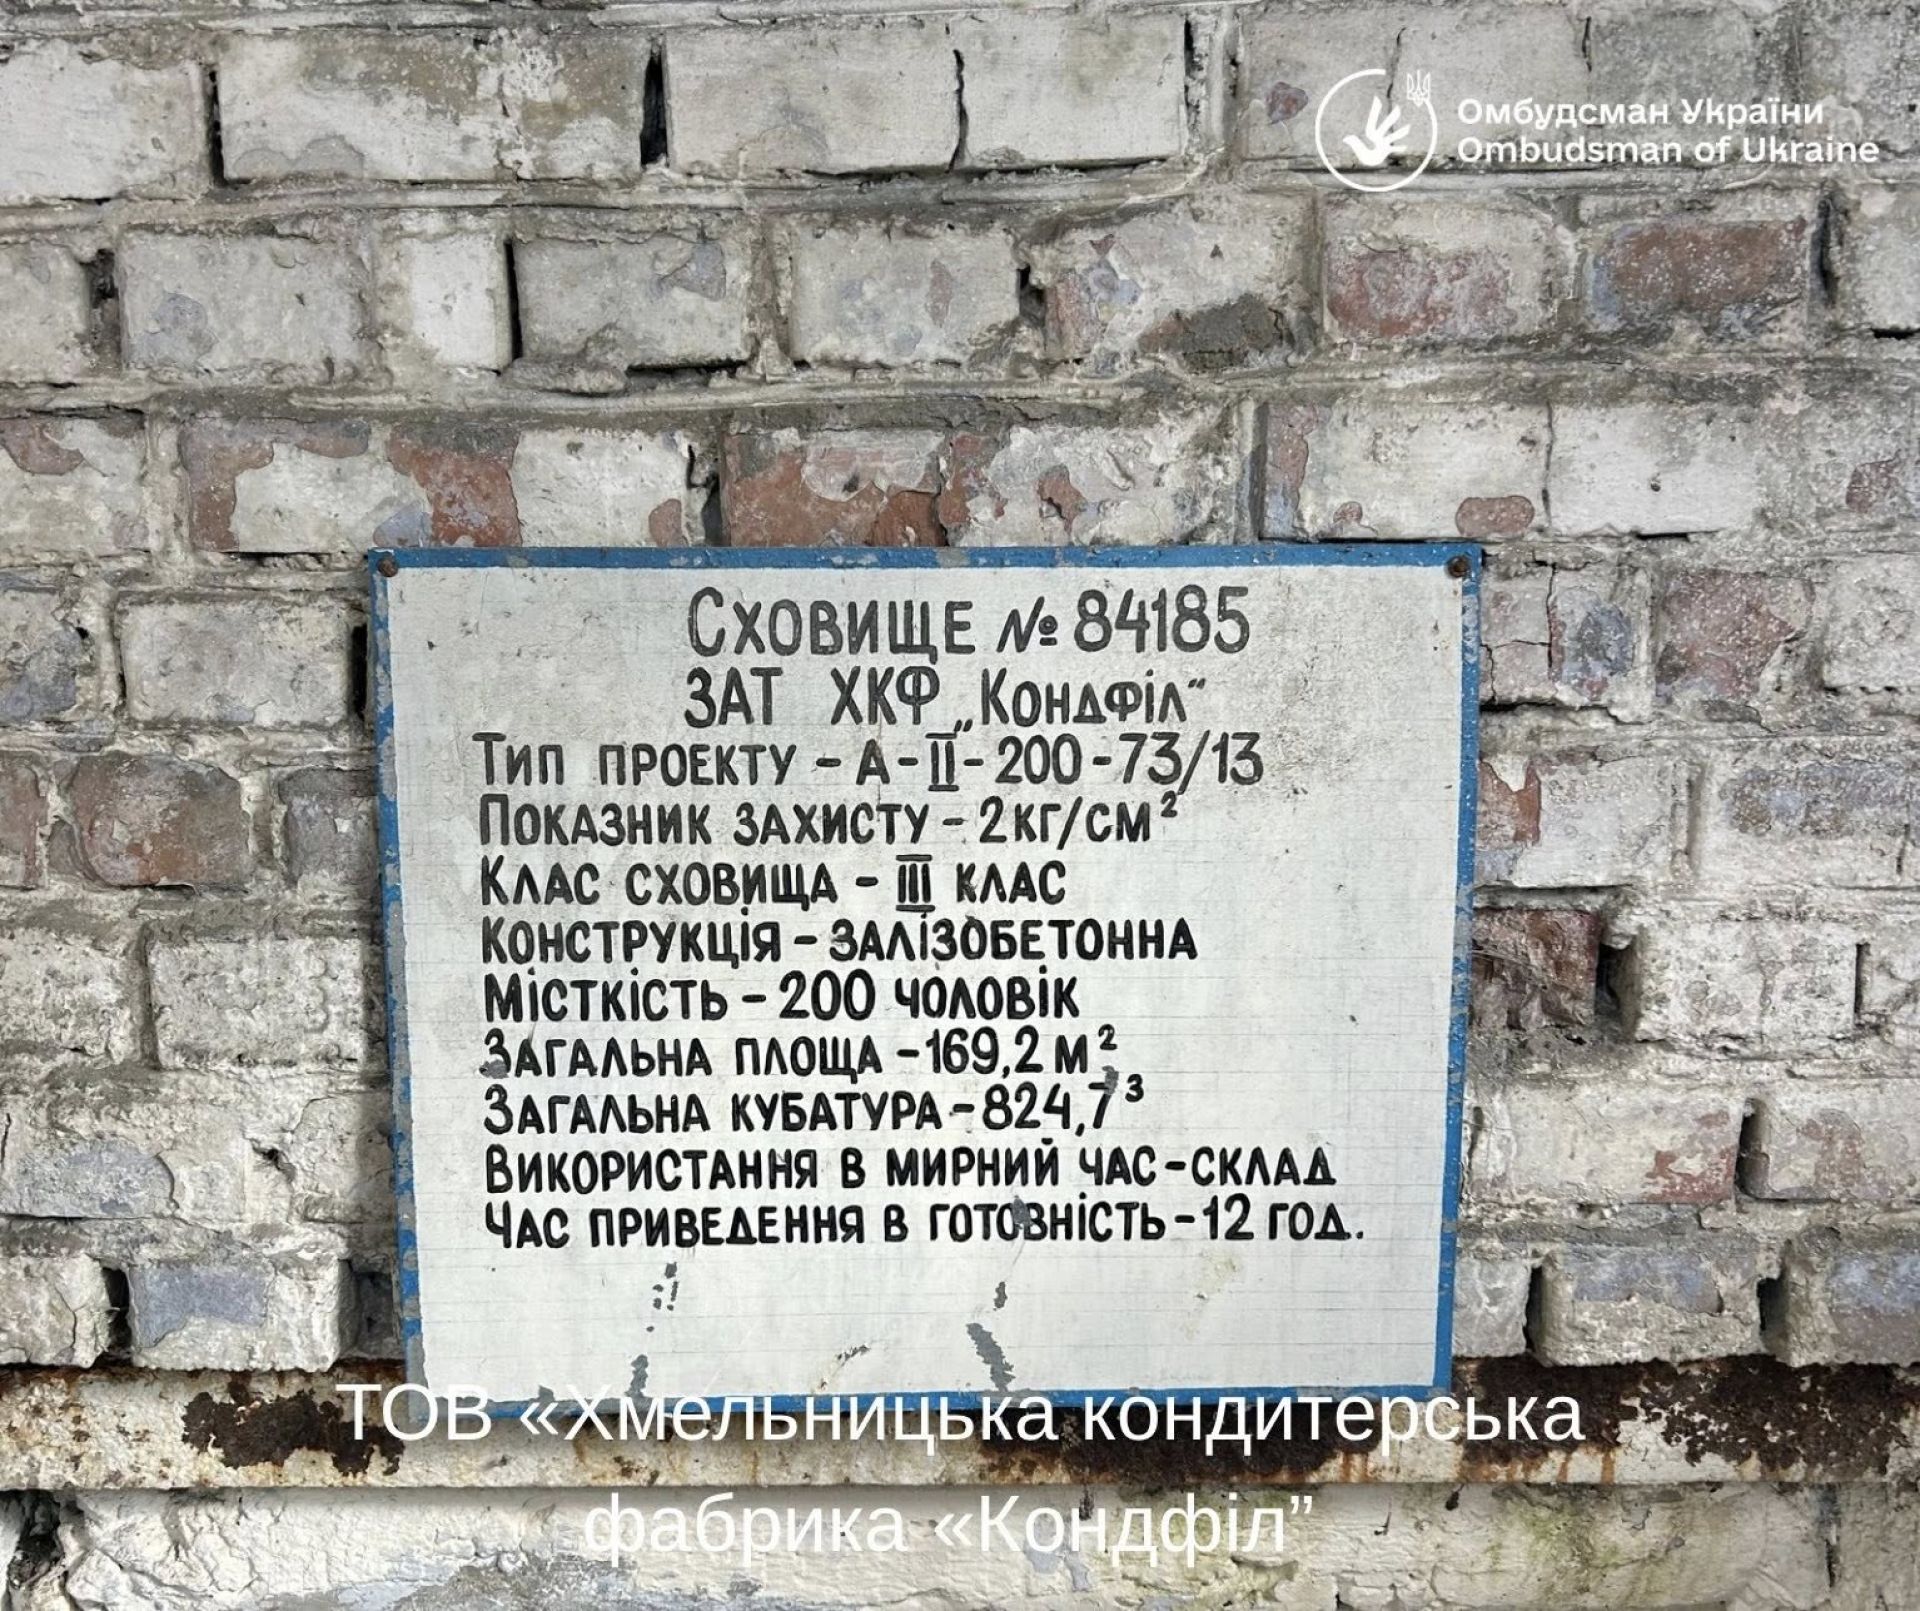 Омбудсман України
Ombudsman of Ukraine
Сховище № 84185
ЗАТ ХКФ „Кондфіл“
Тип проекту – А-II-200-73/13
Показник захисту – 2кг/см²
Клас сховища – III клас
Конструкція – залізобетонна
Місткість – 200 чоловік
Загальна площа – 169,2 м²
Загальна кубатура – 824,7³
Використання в мирний час – склад
Час приведення в готовність – 12 год.
ТОВ «Хмельницька кондитерська
фабрика «Кондфіл”